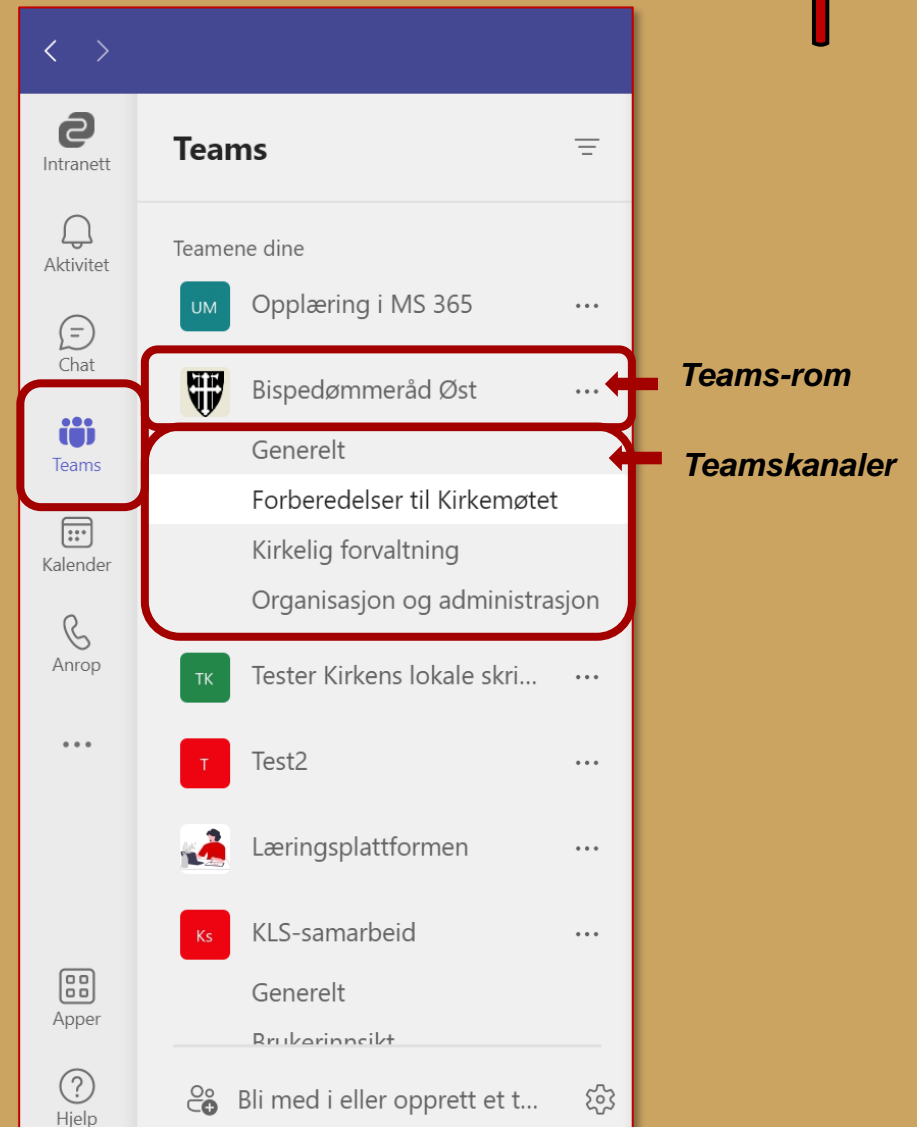 Intranett
Aktivitet
Chat
Teams
Kalender
Anrop
Apper
Hjelp
Teams
Teamene dine
UM Opplæring i MS 365
Bispedømmeråd Øst
Generelt
Forberedelser til Kirkemøtet
Kirkelig forvaltning
Organisasjon og administrasjon
TK Tester Kirkens lokale skri...
T Test2
Læringsplattformen
Ks KLS-samarbeid
Generelt
Brukerinnsikt
Bli med i eller opprett et t...
Teams-rom
Teamskanaler